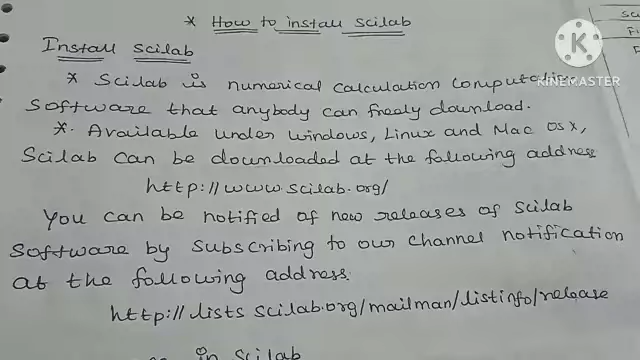 * How to install scilab
Install scilab
* Scilab is numerical calculation computation
software that anybody can freely download.
* Available under windows, Linux and Mac OS X,
Scilab can be downloaded at the following address
http://www.scilab.org/
You can be notified of new releases of scilab
software by subscribing to our channel notification
at the following address
http://lists.scilab.org/mailman/listinfo/release
in scilab
K
KINEMASTER